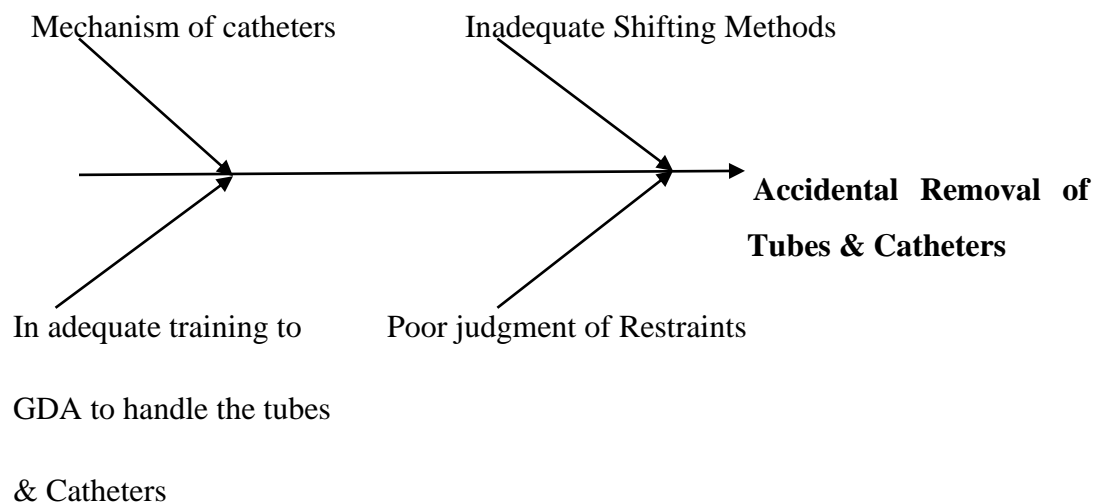 Mechanism of catheters
Inadequate Shifting Methods
Accidental Removal of
Tubes & Catheters
In adequate training to
GDA to handle the tubes
& Catheters
Poor judgment of Restraints